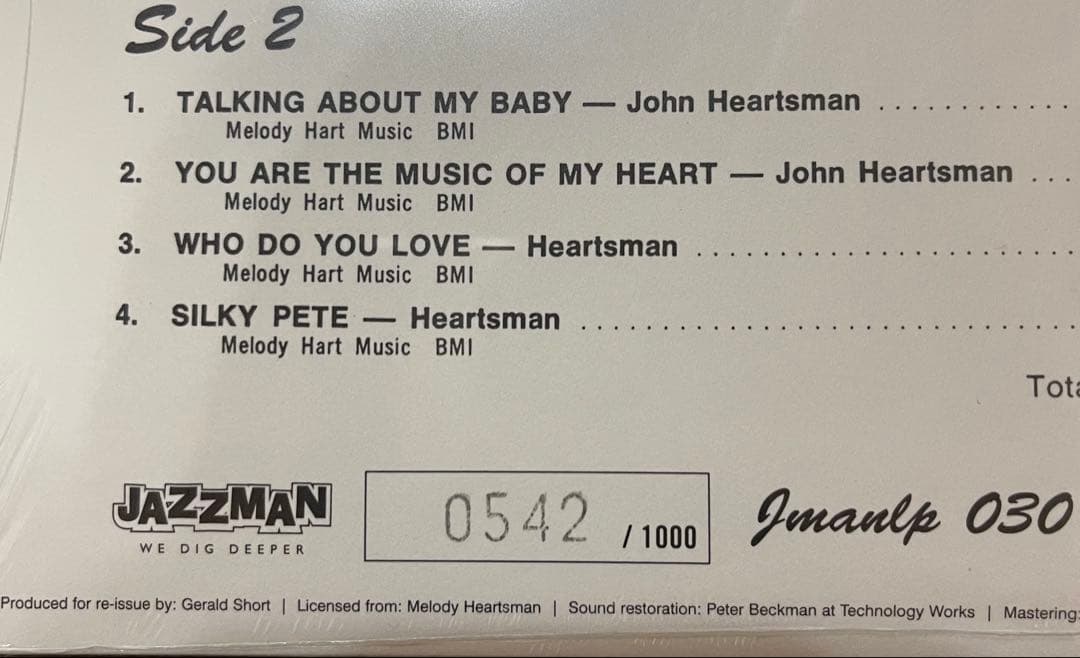 Side 2
1. TALKING ABOUT MY BABY — John Heartsman ............
Melody Hart Music BMI
2. YOU ARE THE MUSIC OF MY HEART — John Heartsman ...
Melody Hart Music BMI
3. WHO DO YOU LOVE — Heartsman ........................
Melody Hart Music BMI
4. SILKY PETE — Heartsman ..............................
Melody Hart Music BMI
JAZZMAN
WE DIG DEEPER
0542 / 1000
Jmanlp 030
Produced for re-issue by: Gerald Short | Licensed from: Melody Heartsman | Sound restoration: Peter Beckman at Technology Works | Mastering: